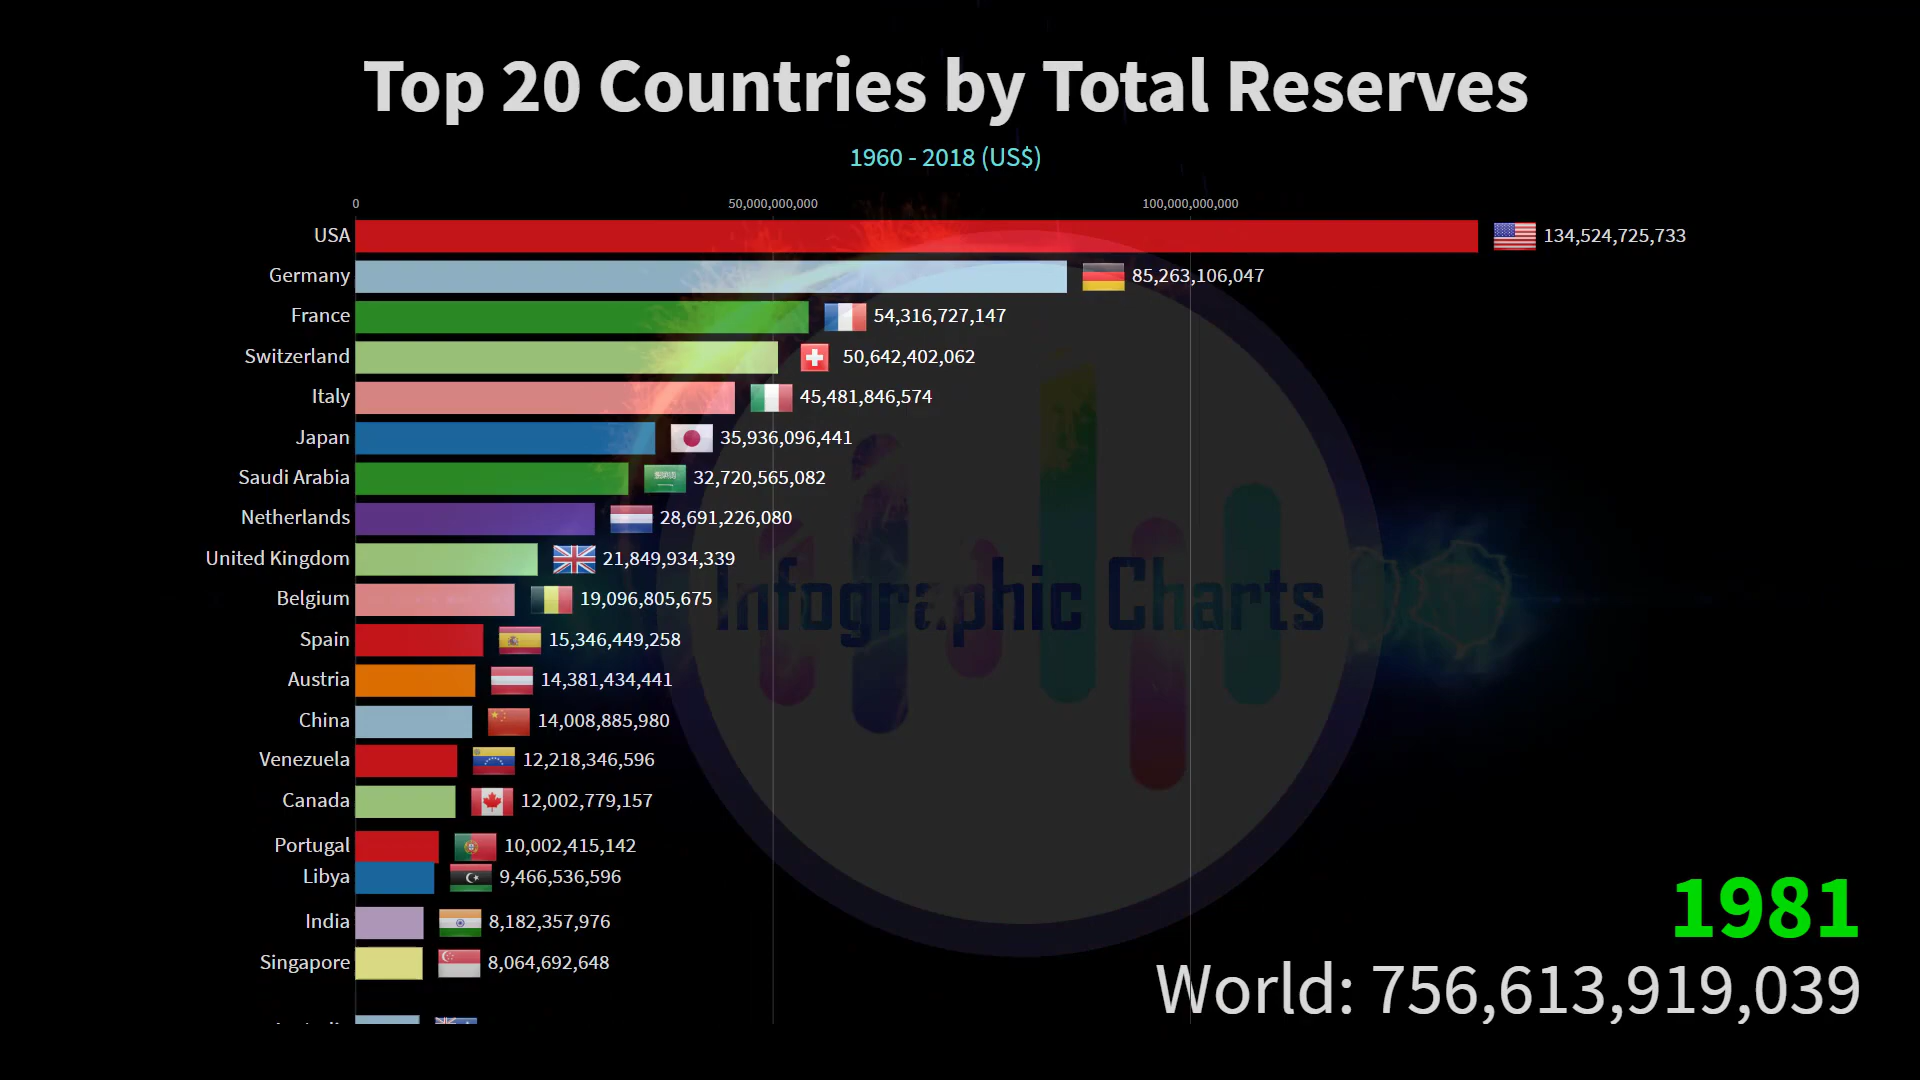 Top 20 Countries by Total Reserves
1960 - 2018 (US$)
0 50,000,000,000 100,000,000,000
USA 134,524,725,733
Germany 85,263,106,047
France 54,316,727,147
Switzerland 50,642,402,062
Italy 45,481,846,574
Japan 35,936,096,441
Saudi Arabia 32,720,565,082
Netherlands 28,691,226,080
United Kingdom 21,849,934,339
Belgium 19,096,805,675
Infographic Charts
Spain 15,346,449,258
Austria 14,381,434,441
China 14,008,885,980
Venezuela 12,218,346,596
Canada 12,002,779,157
Portugal 10,002,415,142
Libya 9,466,536,596
India 8,182,357,976
Singapore 8,064,692,648
1981
World: 756,613,919,039